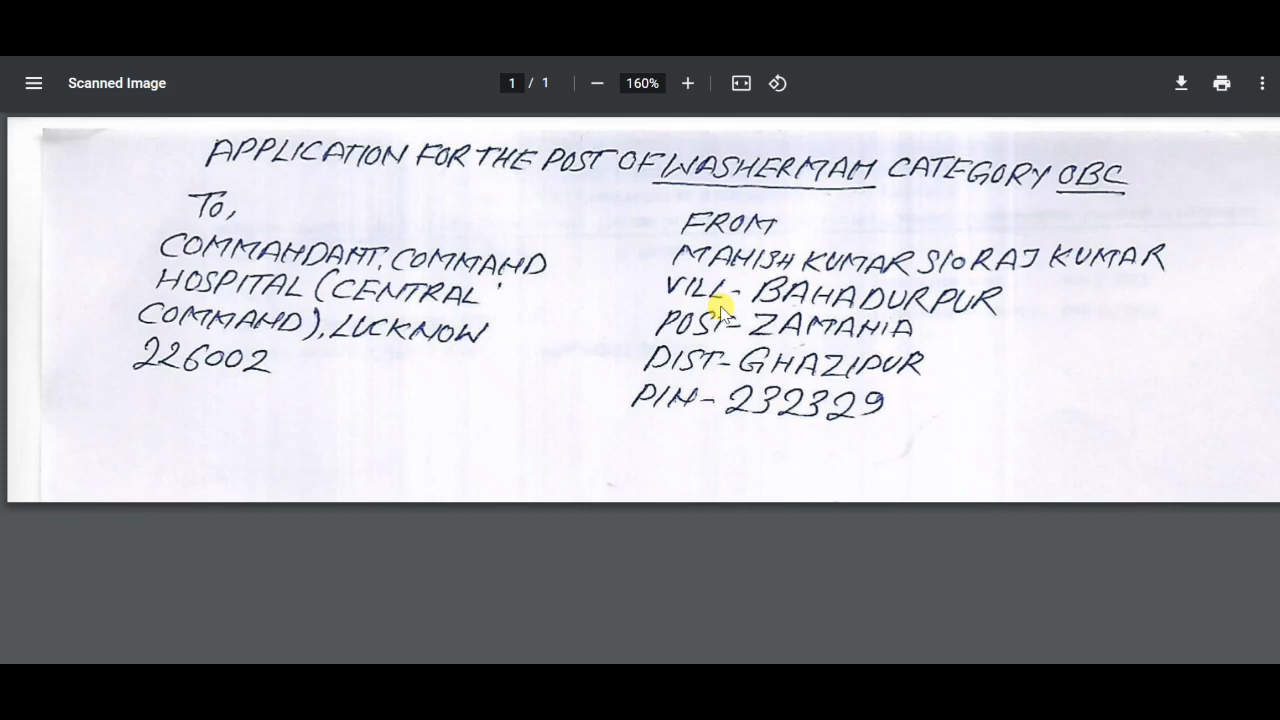 Scanned Image
1 / 1
160%
APPLICATION FOR THE POST OF WASHERMAN CATEGORY OBC
To,
COMMANDANT, COMMAND
HOSPITAL (CENTRAL
COMMAND), LUCKNOW
226002
FROM
MANISH KUMAR S/O RAJ KUMAR
VILL- BAHADURPUR
POST- ZAMANIA
DIST- GHAZIPUR
PIN- 232329